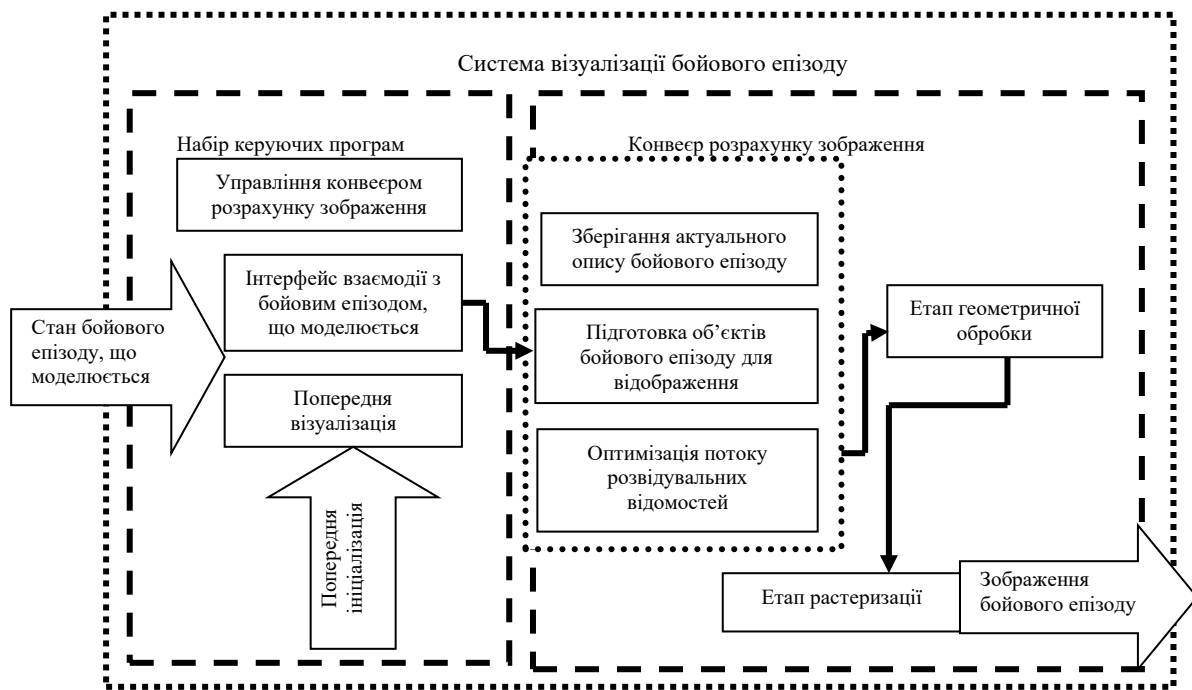 Система візуалізації бойового епізоду
Набір керуючих програм
Управління конвеєром
розрахунку зображення
Інтерфейс взаємодії з
бойовим епізодом,
що моделюється
Стан бойового
епізоду, що
моделюється
Попередня
візуалізація
Попередня
ініціалізація
Конвеєр розрахунку зображення
Зберігання актуального
опису бойового епізоду
Підготовка об’єктів
бойового епізоду для
відображення
Оптимізація потоку
розвідувальних
відомостей
Етап геометричної
обробки
Етап растеризації
Зображення
бойового епізоду